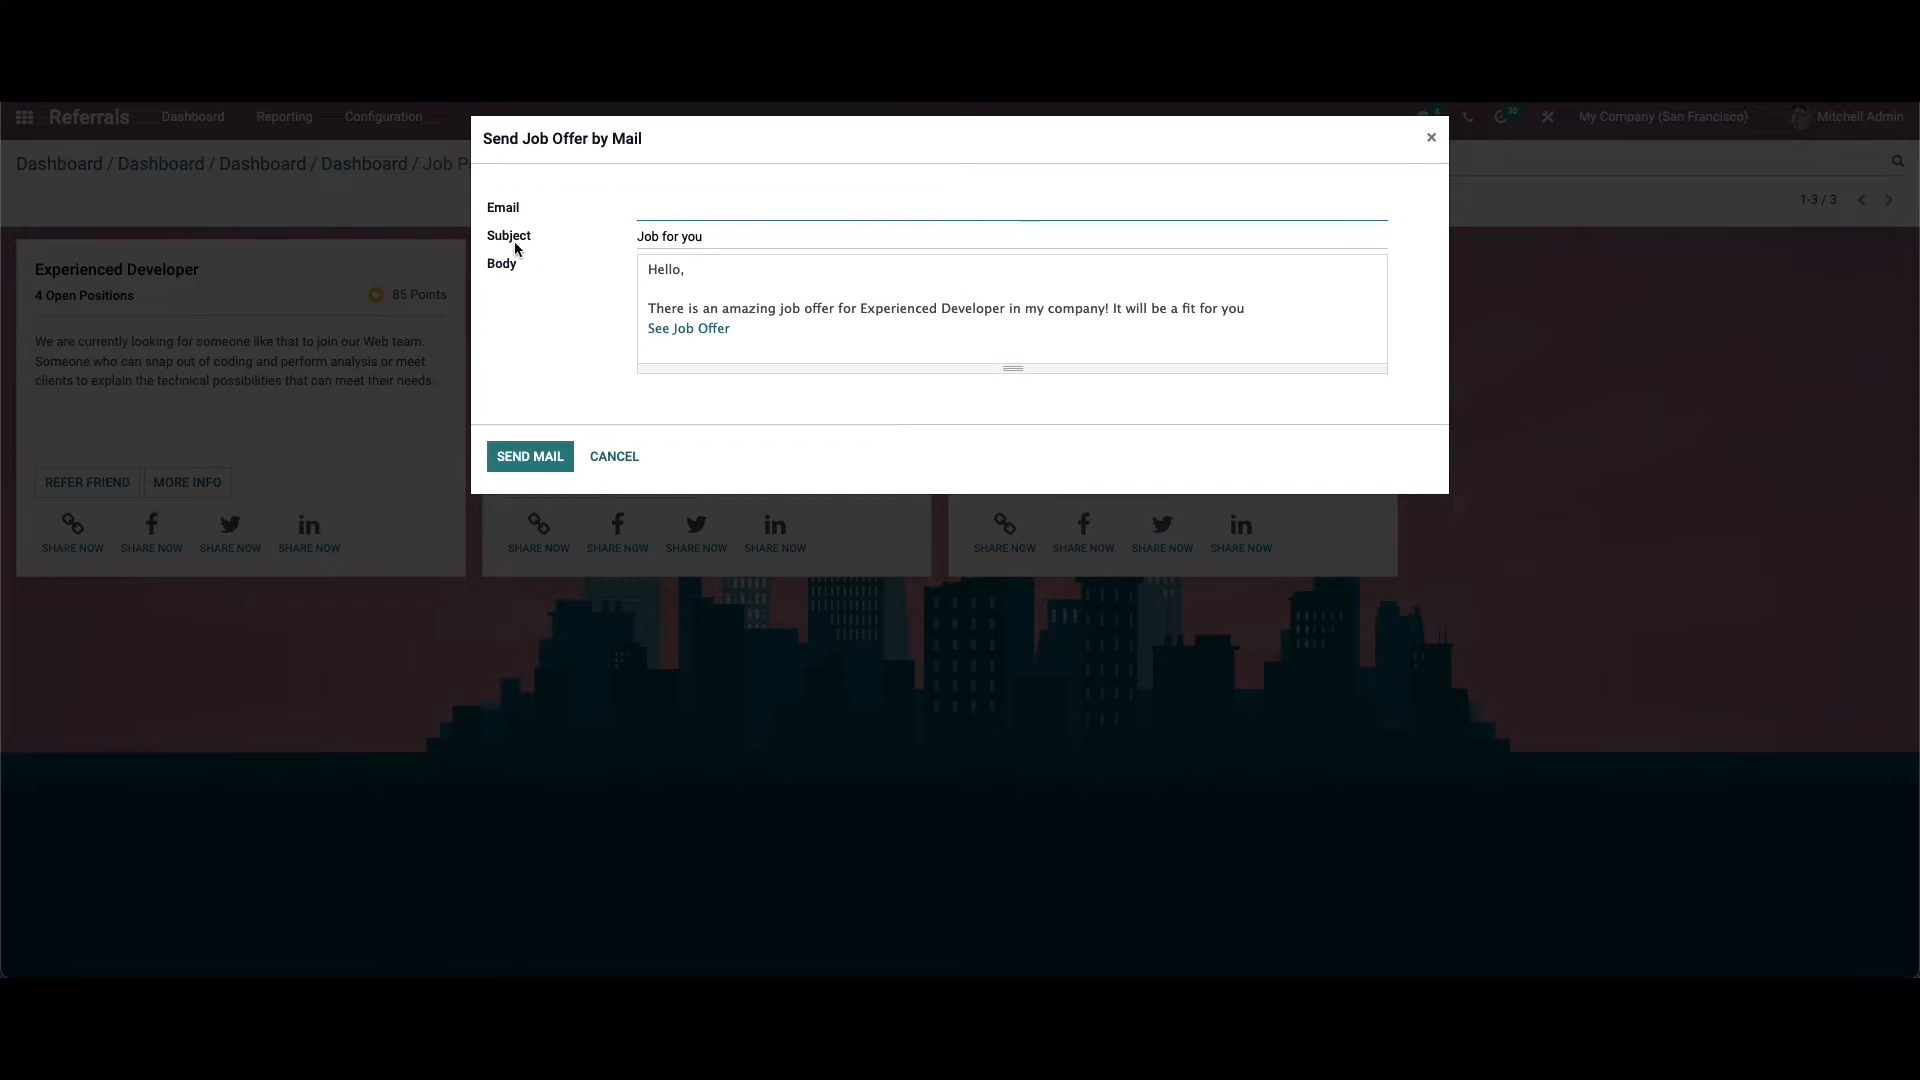 Referrals Dashboard Reporting Configuration 4 30 My Company (San Francisco) Mitchell Admin
Dashboard / Dashboard / Dashboard / Dashboard / Job P
1-3 / 3
Send Job Offer by Mail ×
Email
Subject Job for you
Body
Hello,
There is an amazing job offer for Experienced Developer in my company! It will be a fit for you
See Job Offer
SEND MAIL CANCEL
Experienced Developer
4 Open Positions 85 Points
We are currently looking for someone like that to join our Web team.
Someone who can snap out of coding and perform analysis or meet
clients to explain the technical possibilities that can meet their needs.
REFER FRIEND MORE INFO
SHARE NOW SHARE NOW SHARE NOW SHARE NOW
SHARE NOW SHARE NOW SHARE NOW SHARE NOW
SHARE NOW SHARE NOW SHARE NOW SHARE NOW